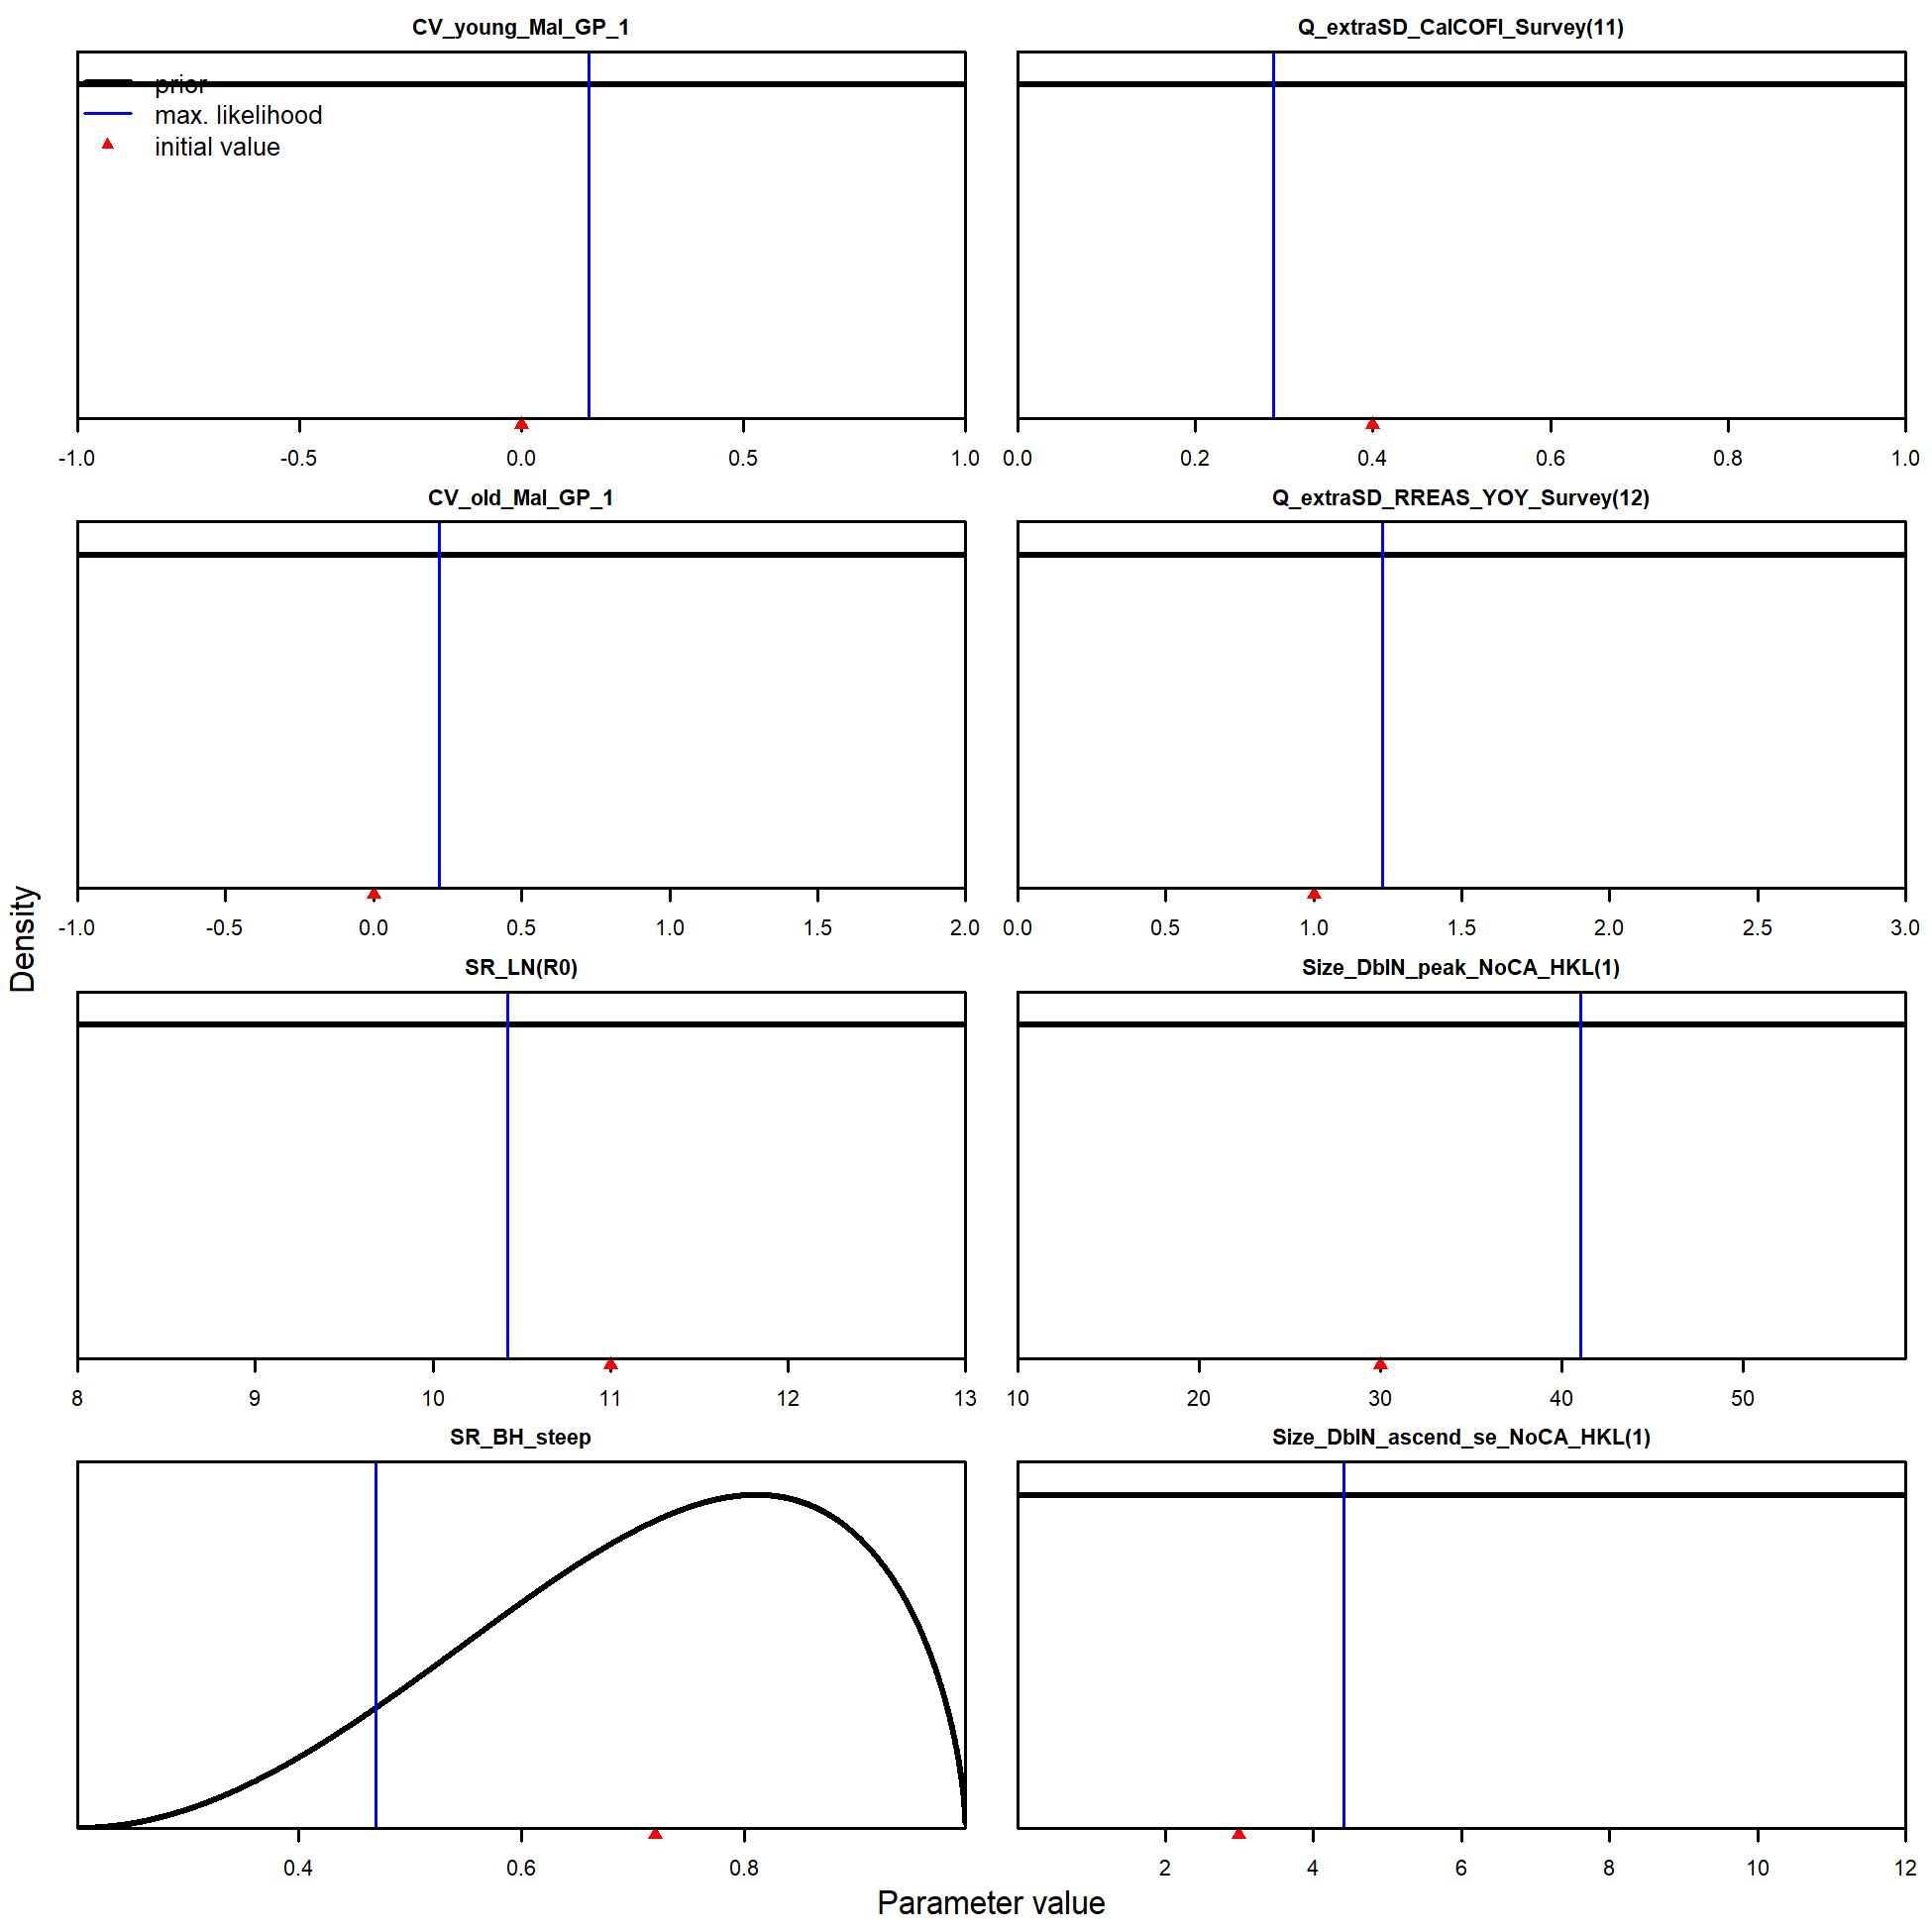 CV_young_Mal_GP_1
prior
max. likelihood
initial value
-1.0 -0.5 0.0 0.5 1.0
Q_extraSD_CalCOFI_Survey(11)
0.0 0.2 0.4 0.6 0.8 1.0
CV_old_Mal_GP_1
-1.0 -0.5 0.0 0.5 1.0 1.5 2.0
Q_extraSD_RREAS_YOY_Survey(12)
0.0 0.5 1.0 1.5 2.0 2.5 3.0
Density
SR_LN(R0)
8 9 10 11 12 13
Size_DblN_peak_NoCA_HKL(1)
10 20 30 40 50
SR_BH_steep
0.4 0.6 0.8
Size_DblN_ascend_se_NoCA_HKL(1)
2 4 6 8 10 12
Parameter value